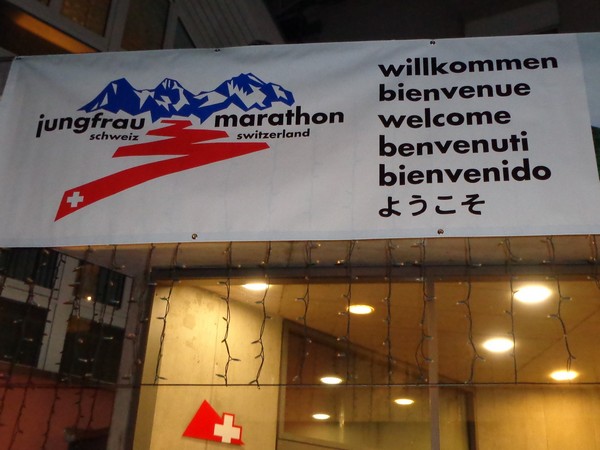 jungfrau marathon
schweiz switzerland
willkommen
bienvenue
welcome
benvenuti
bienvenido
ようこそ